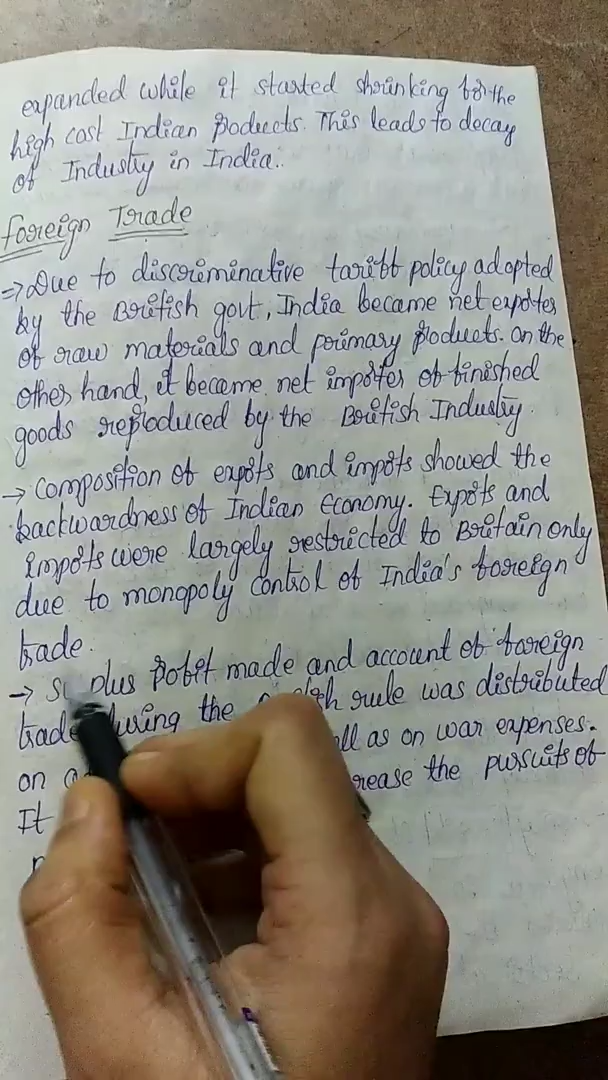 expanded while it started shrinking for the
high cost Indian Products. This leads to decay
of Industry in India.
Foreign Trade
⇒ Due to discriminative tariff policy adopted
by the British govt, India became net exporter
of raw materials and primary Products. On the
other hand, it became net importer of finished
goods reproduced by the British Industry.
→ Composition of exports and imports showed the
backwardness of Indian Economy. Exports and
imports were largely restricted to Britain only
due to monopoly control of India's foreign
trade.
→ Surplus Profit made and account of foreign
trade during the rule was distributed
on as on war expenses.
It the pursuits of